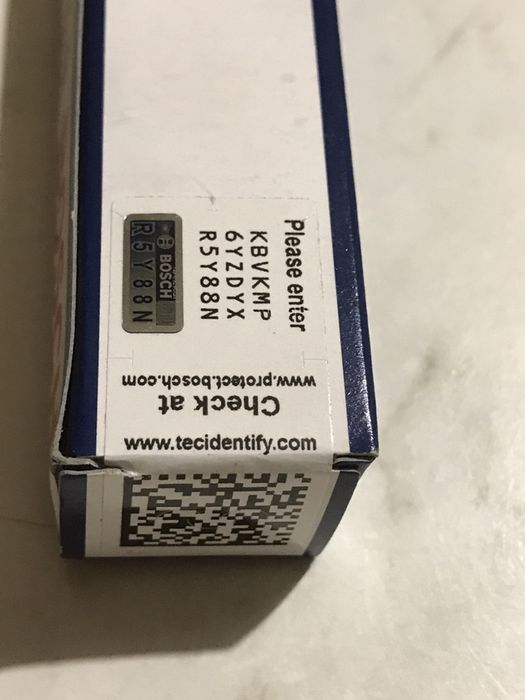 Please enter
KBVKMP
6YZDYX
R5Y88N
BOSCH
R5Y88N
Check at
www.protect.bosch.com
www.tecidentify.com